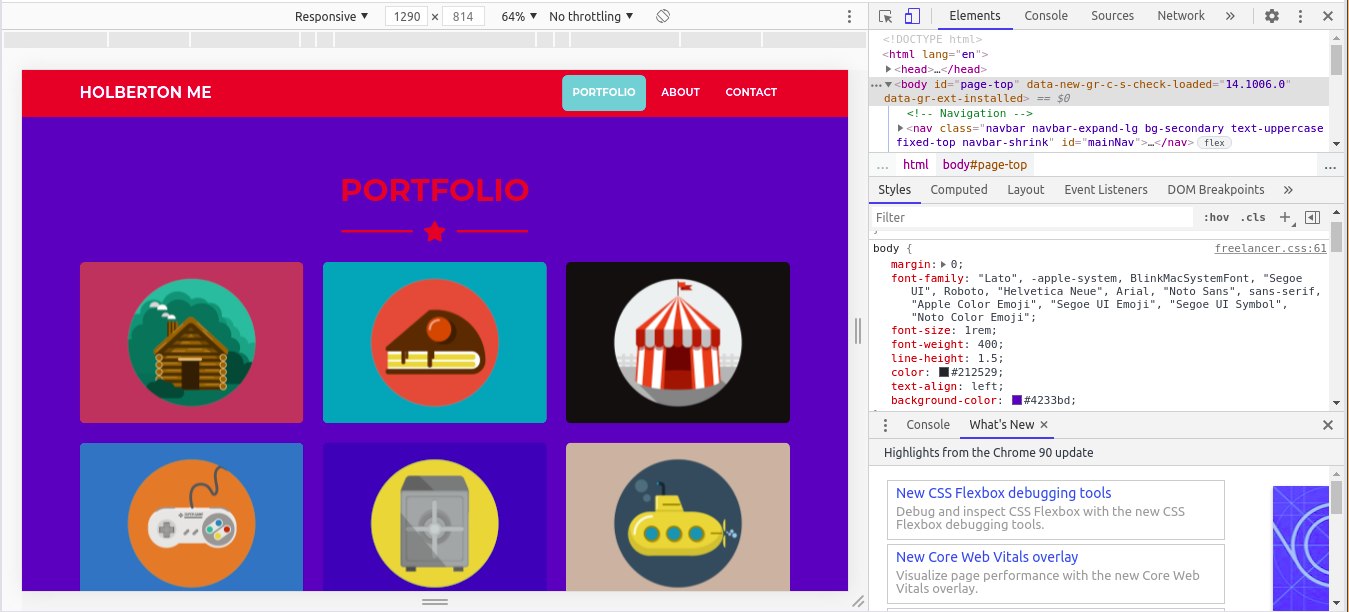 Responsive ▼ 1290 × 814 64% ▼ No throttling ▼
HOLBERTON ME
PORTFOLIO ABOUT CONTACT
PORTFOLIO
Elements Console Sources Network »
<!DOCTYPE html>
<html lang="en">
▶<head>…</head>
…▼<body id="page-top" data-new-gr-c-s-check-loaded="14.1006.0"
data-gr-ext-installed> == $0
<!-- Navigation -->
▶<nav class="navbar navbar-expand-lg bg-secondary text-uppercase
fixed-top navbar-shrink" id="mainNav">…</nav> flex
… html body#page-top …
Styles Computed Layout Event Listeners DOM Breakpoints »
Filter :hov .cls +
body { freelancer.css:61
margin:▶ 0;
font-family: "Lato", -apple-system, BlinkMacSystemFont, "Segoe
UI", Roboto, "Helvetica Neue", Arial, "Noto Sans", sans-serif,
"Apple Color Emoji", "Segoe UI Emoji", "Segoe UI Symbol",
"Noto Color Emoji";
font-size: 1rem;
font-weight: 400;
line-height: 1.5;
color: #212529;
text-align: left;
background-color: #4233bd;
Console What's New ×
Highlights from the Chrome 90 update
New CSS Flexbox debugging tools
Debug and inspect CSS Flexbox with the new CSS
Flexbox debugging tools.
New Core Web Vitals overlay
Visualize page performance with the new Core Web
Vitals overlay.